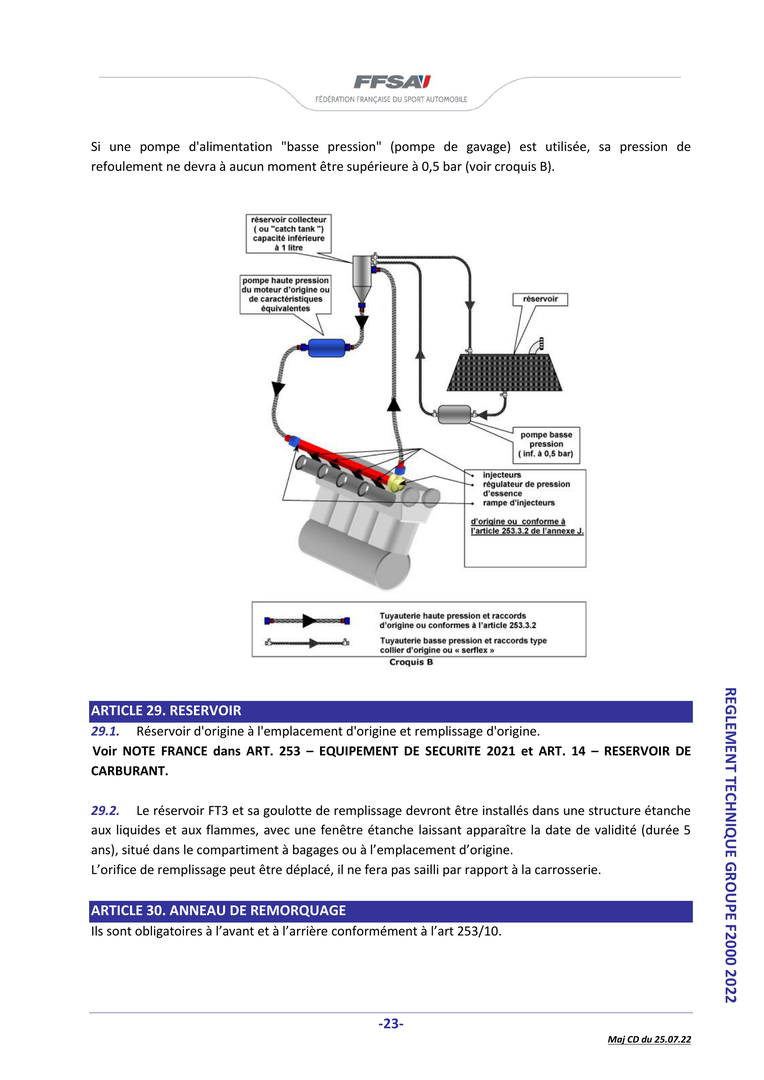 FFSA
FÉDÉRATION FRANÇAISE DU SPORT AUTOMOBILE
Si une pompe d'alimentation "basse pression" (pompe de gavage) est utilisée, sa pression de
refoulement ne devra à aucun moment être supérieure à 0,5 bar (voir croquis B).
réservoir collecteur
( ou "catch tank ")
capacité inférieure
à 1 litre
pompe haute pression
du moteur d'origine ou
de caractéristiques
équivalentes
réservoir
pompe basse
pression
( inf. à 0,5 bar)
injecteurs
régulateur de pression
d'essence
rampe d'injecteurs
d'origine ou conforme à
l'article 253.3.2 de l'annexe J.
Tuyauterie haute pression et raccords
d'origine ou conformes à l'article 253.3.2
Tuyauterie basse pression et raccords type
collier d'origine ou « serflex »
Croquis B
ARTICLE 29. RESERVOIR
29.1. Réservoir d'origine à l'emplacement d'origine et remplissage d'origine.
Voir NOTE FRANCE dans ART. 253 – EQUIPEMENT DE SECURITE 2021 et ART. 14 – RESERVOIR DE
CARBURANT.
29.2. Le réservoir FT3 et sa goulotte de remplissage devront être installés dans une structure étanche
aux liquides et aux flammes, avec une fenêtre étanche laissant apparaître la date de validité (durée 5
ans), situé dans le compartiment à bagages ou à l'emplacement d'origine.
L'orifice de remplissage peut être déplacé, il ne fera pas sailli par rapport à la carrosserie.
ARTICLE 30. ANNEAU DE REMORQUAGE
Ils sont obligatoires à l'avant et à l'arrière conformément à l'art 253/10.
REGLEMENT TECHNIQUE GROUPE F2000 2022
-23-
Maj CD du 25.07.22